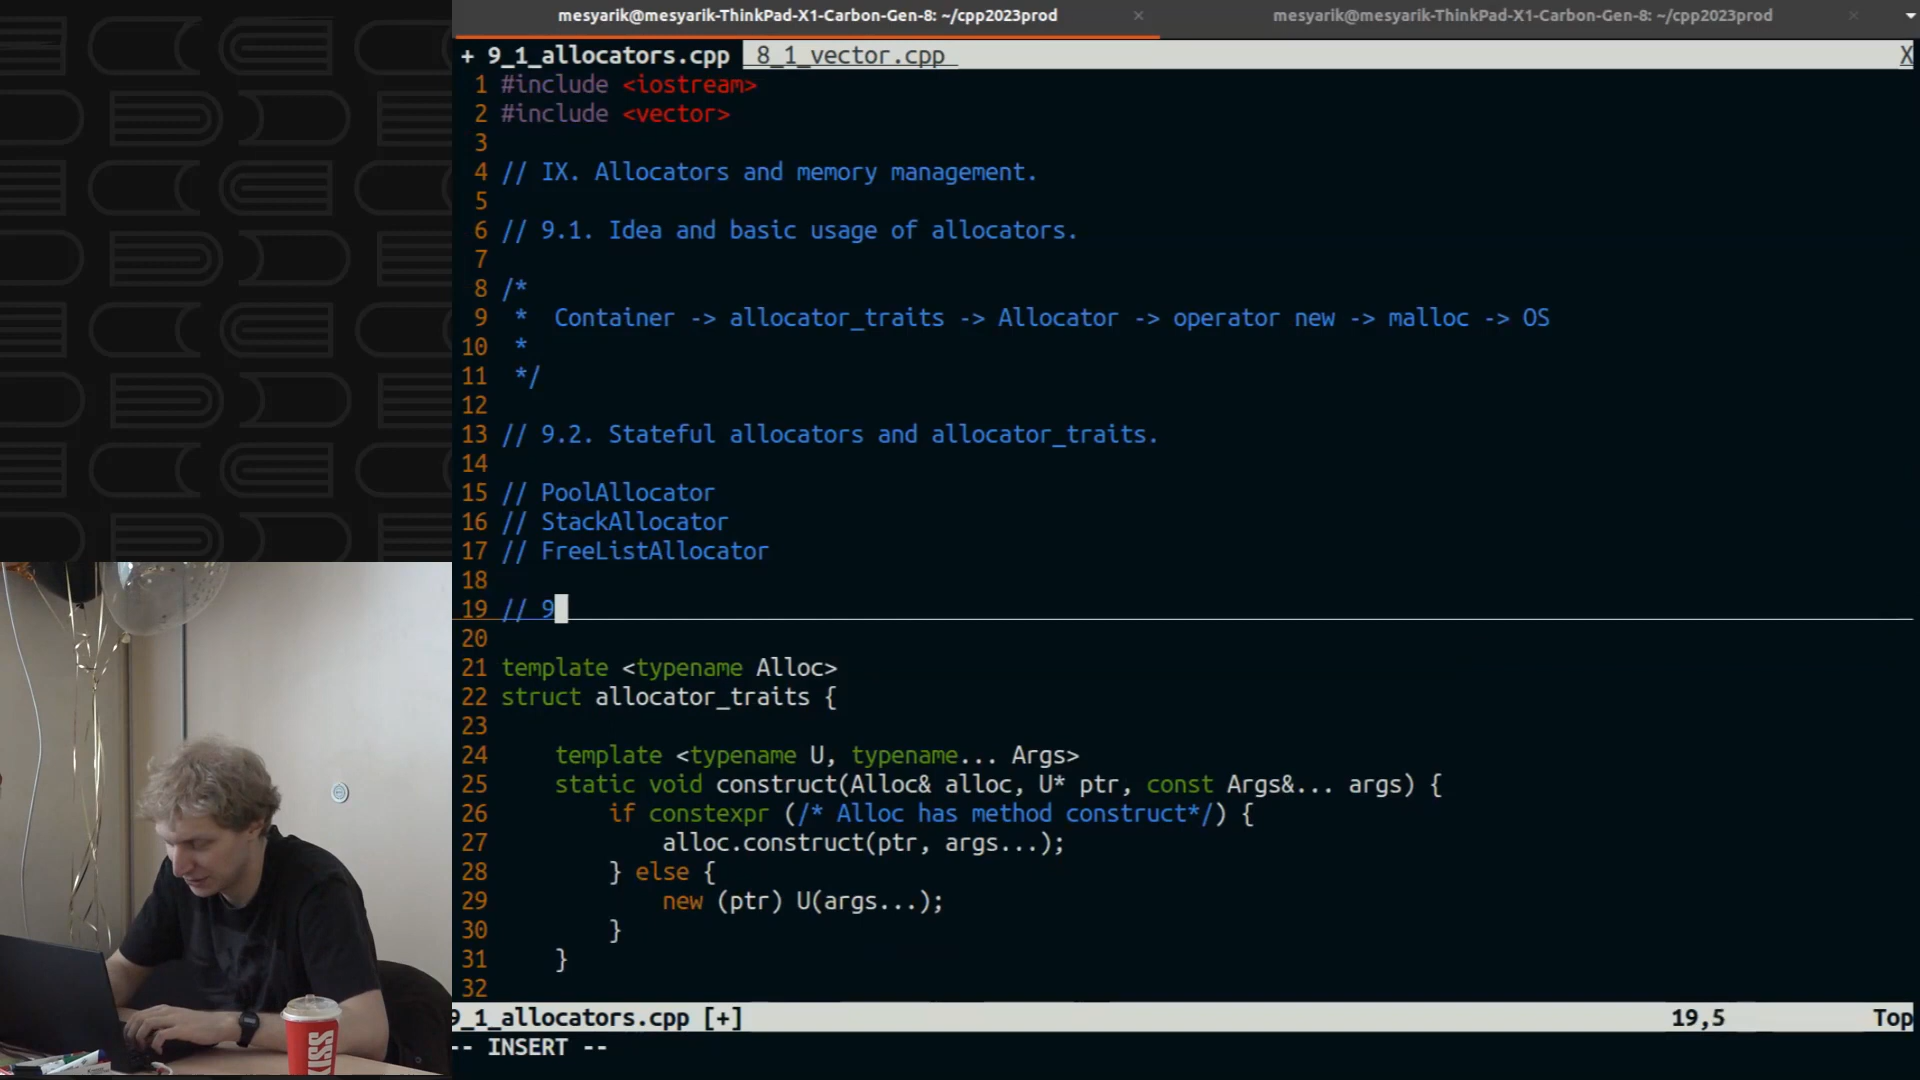 mesyarik@mesyarik-ThinkPad-X1-Carbon-Gen-8: ~/cpp2023prod × mesyarik@mesyarik-ThinkPad-X1-Carbon-Gen-8: ~/cpp2023prod ×
+ 9_1_allocators.cpp 8_1_vector.cpp X
1 #include <iostream>
2 #include <vector>
3
4 // IX. Allocators and memory management.
5
6 // 9.1. Idea and basic usage of allocators.
7
8 /*
9 * Container -> allocator_traits -> Allocator -> operator new -> malloc -> OS
10 *
11 */
12
13 // 9.2. Stateful allocators and allocator_traits.
14
15 // PoolAllocator
16 // StackAllocator
17 // FreeListAllocator
18
19 // 9
20
21 template <typename Alloc>
22 struct allocator_traits {
23
24 template <typename U, typename... Args>
25 static void construct(Alloc& alloc, U* ptr, const Args&... args) {
26 if constexpr (/* Alloc has method construct*/) {
27 alloc.construct(ptr, args...);
28 } else {
29 new (ptr) U(args...);
30 }
31 }
32
9_1_allocators.cpp [+] 19,5 Top
-- INSERT --
KISS